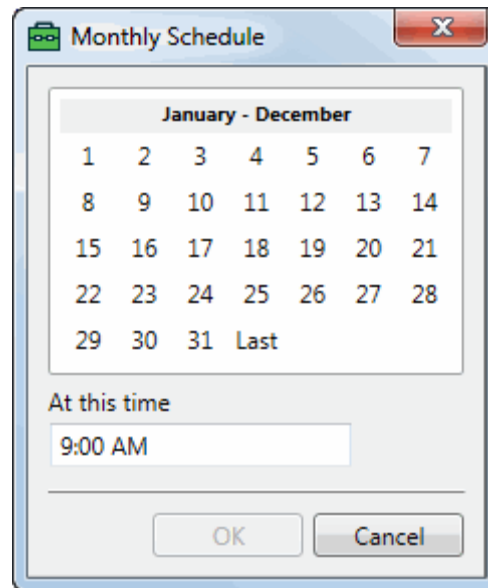 Monthly Schedule
January - December
1 2 3 4 5 6 7
8 9 10 11 12 13 14
15 16 17 18 19 20 21
22 23 24 25 26 27 28
29 30 31 Last
At this time
9:00 AM
OK Cancel